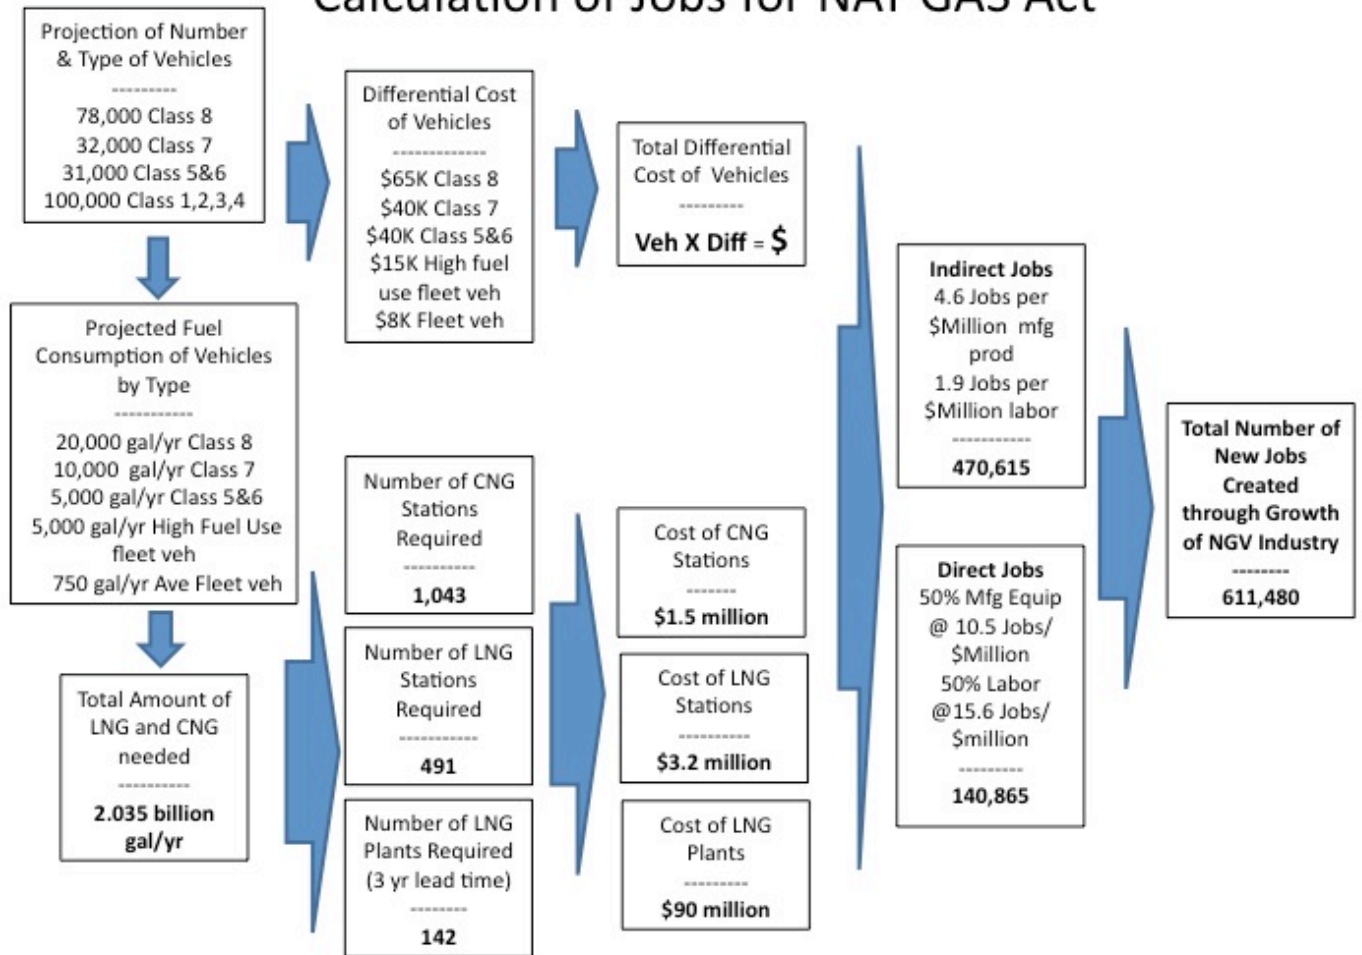 Calculation of Jobs for NAT GAS Act
Projection of Number
& Type of Vehicles
---------
78,000 Class 8
32,000 Class 7
31,000 Class 5&6
100,000 Class 1,2,3,4
Projected Fuel
Consumption of Vehicles
by Type
-----------
20,000 gal/yr Class 8
10,000 gal/yr Class 7
5,000 gal/yr Class 5&6
5,000 gal/yr High Fuel Use
fleet veh
750 gal/yr Ave Fleet veh
Total Amount of
LNG and CNG
needed
----------
2.035 billion
gal/yr
Differential Cost
of Vehicles
-------------
$65K Class 8
$40K Class 7
$40K Class 5&6
$15K High fuel
use fleet veh
$8K Fleet veh
Number of CNG
Stations
Required
----------
1,043
Number of LNG
Stations
Required
-----------
491
Number of LNG
Plants Required
(3 yr lead time)
--------
142
Total Differential
Cost of Vehicles
---------
Veh X Diff = $
Cost of CNG
Stations
-------
$1.5 million
Cost of LNG
Stations
----------
$3.2 million
Cost of LNG
Plants
---------
$90 million
Indirect Jobs
4.6 Jobs per
$Million mfg
prod
1.9 Jobs per
$Million labor
-----------
470,615
Direct Jobs
50% Mfg Equip
@ 10.5 Jobs/
$Million
50% Labor
@15.6 Jobs/
$million
---------
140,865
Total Number of
New Jobs
Created
through Growth
of NGV Industry
--------
611,480